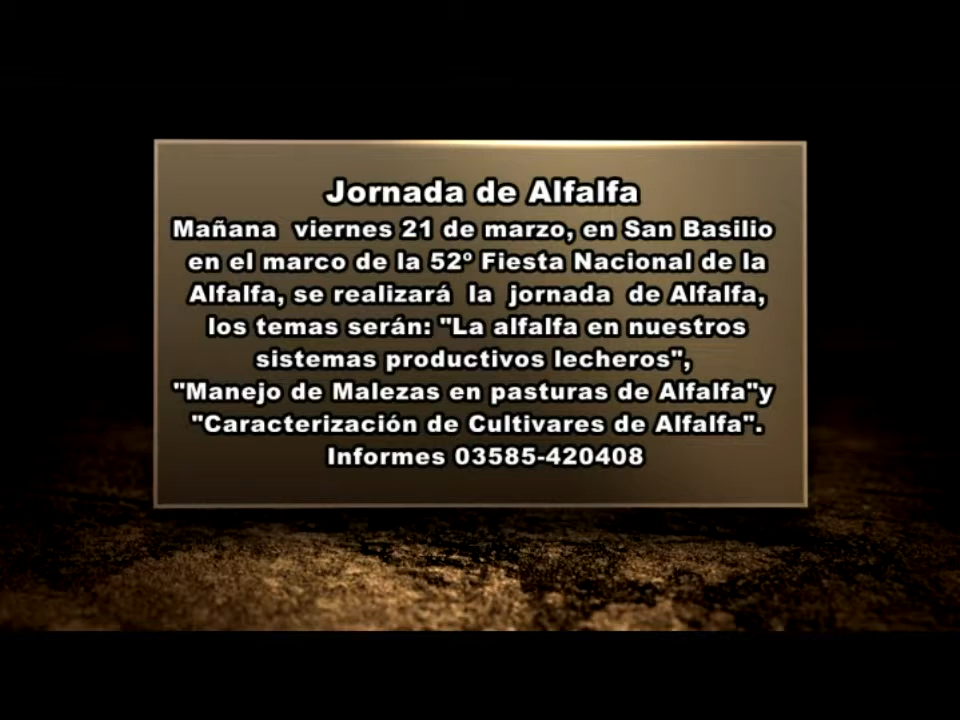 Jornada de Alfalfa
Mañana viernes 21 de marzo, en San Basilio
en el marco de la 52º Fiesta Nacional de la
Alfalfa, se realizará la jornada de Alfalfa,
los temas serán: "La alfalfa en nuestros
sistemas productivos lecheros",
"Manejo de Malezas en pasturas de Alfalfa"y
"Caracterización de Cultivares de Alfalfa".
Informes 03585-420408